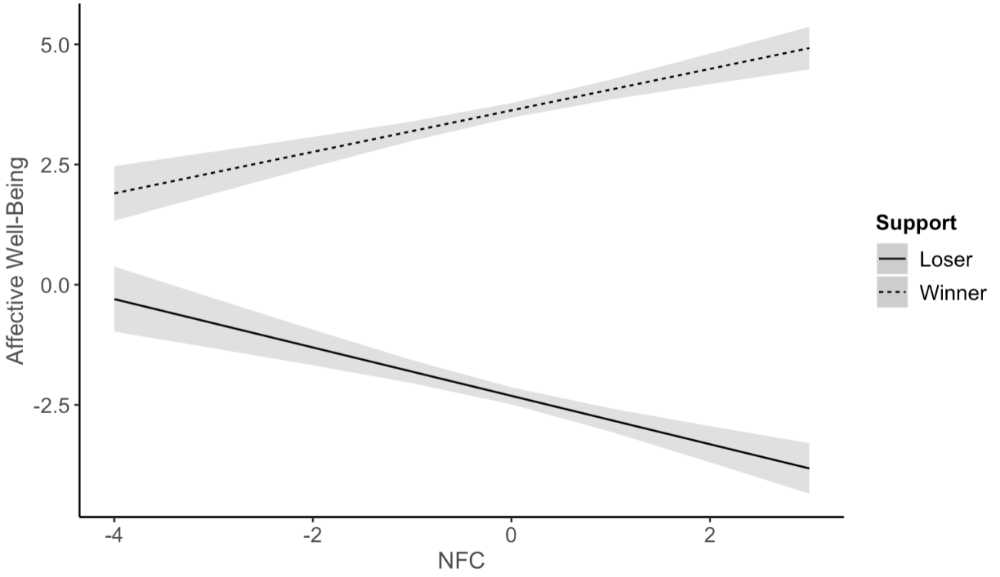 Affective Well-Being
5.0
2.5
0.0
-2.5
-4
-2
0
2
NFC
Support
Loser
Winner